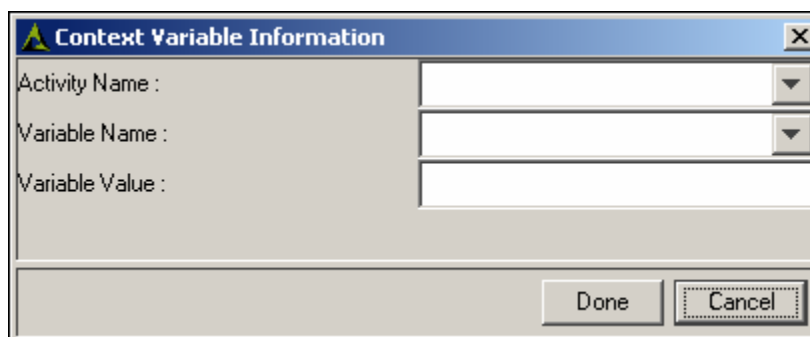 Context Variable Information
Activity Name :
Variable Name :
Variable Value :
Done Cancel